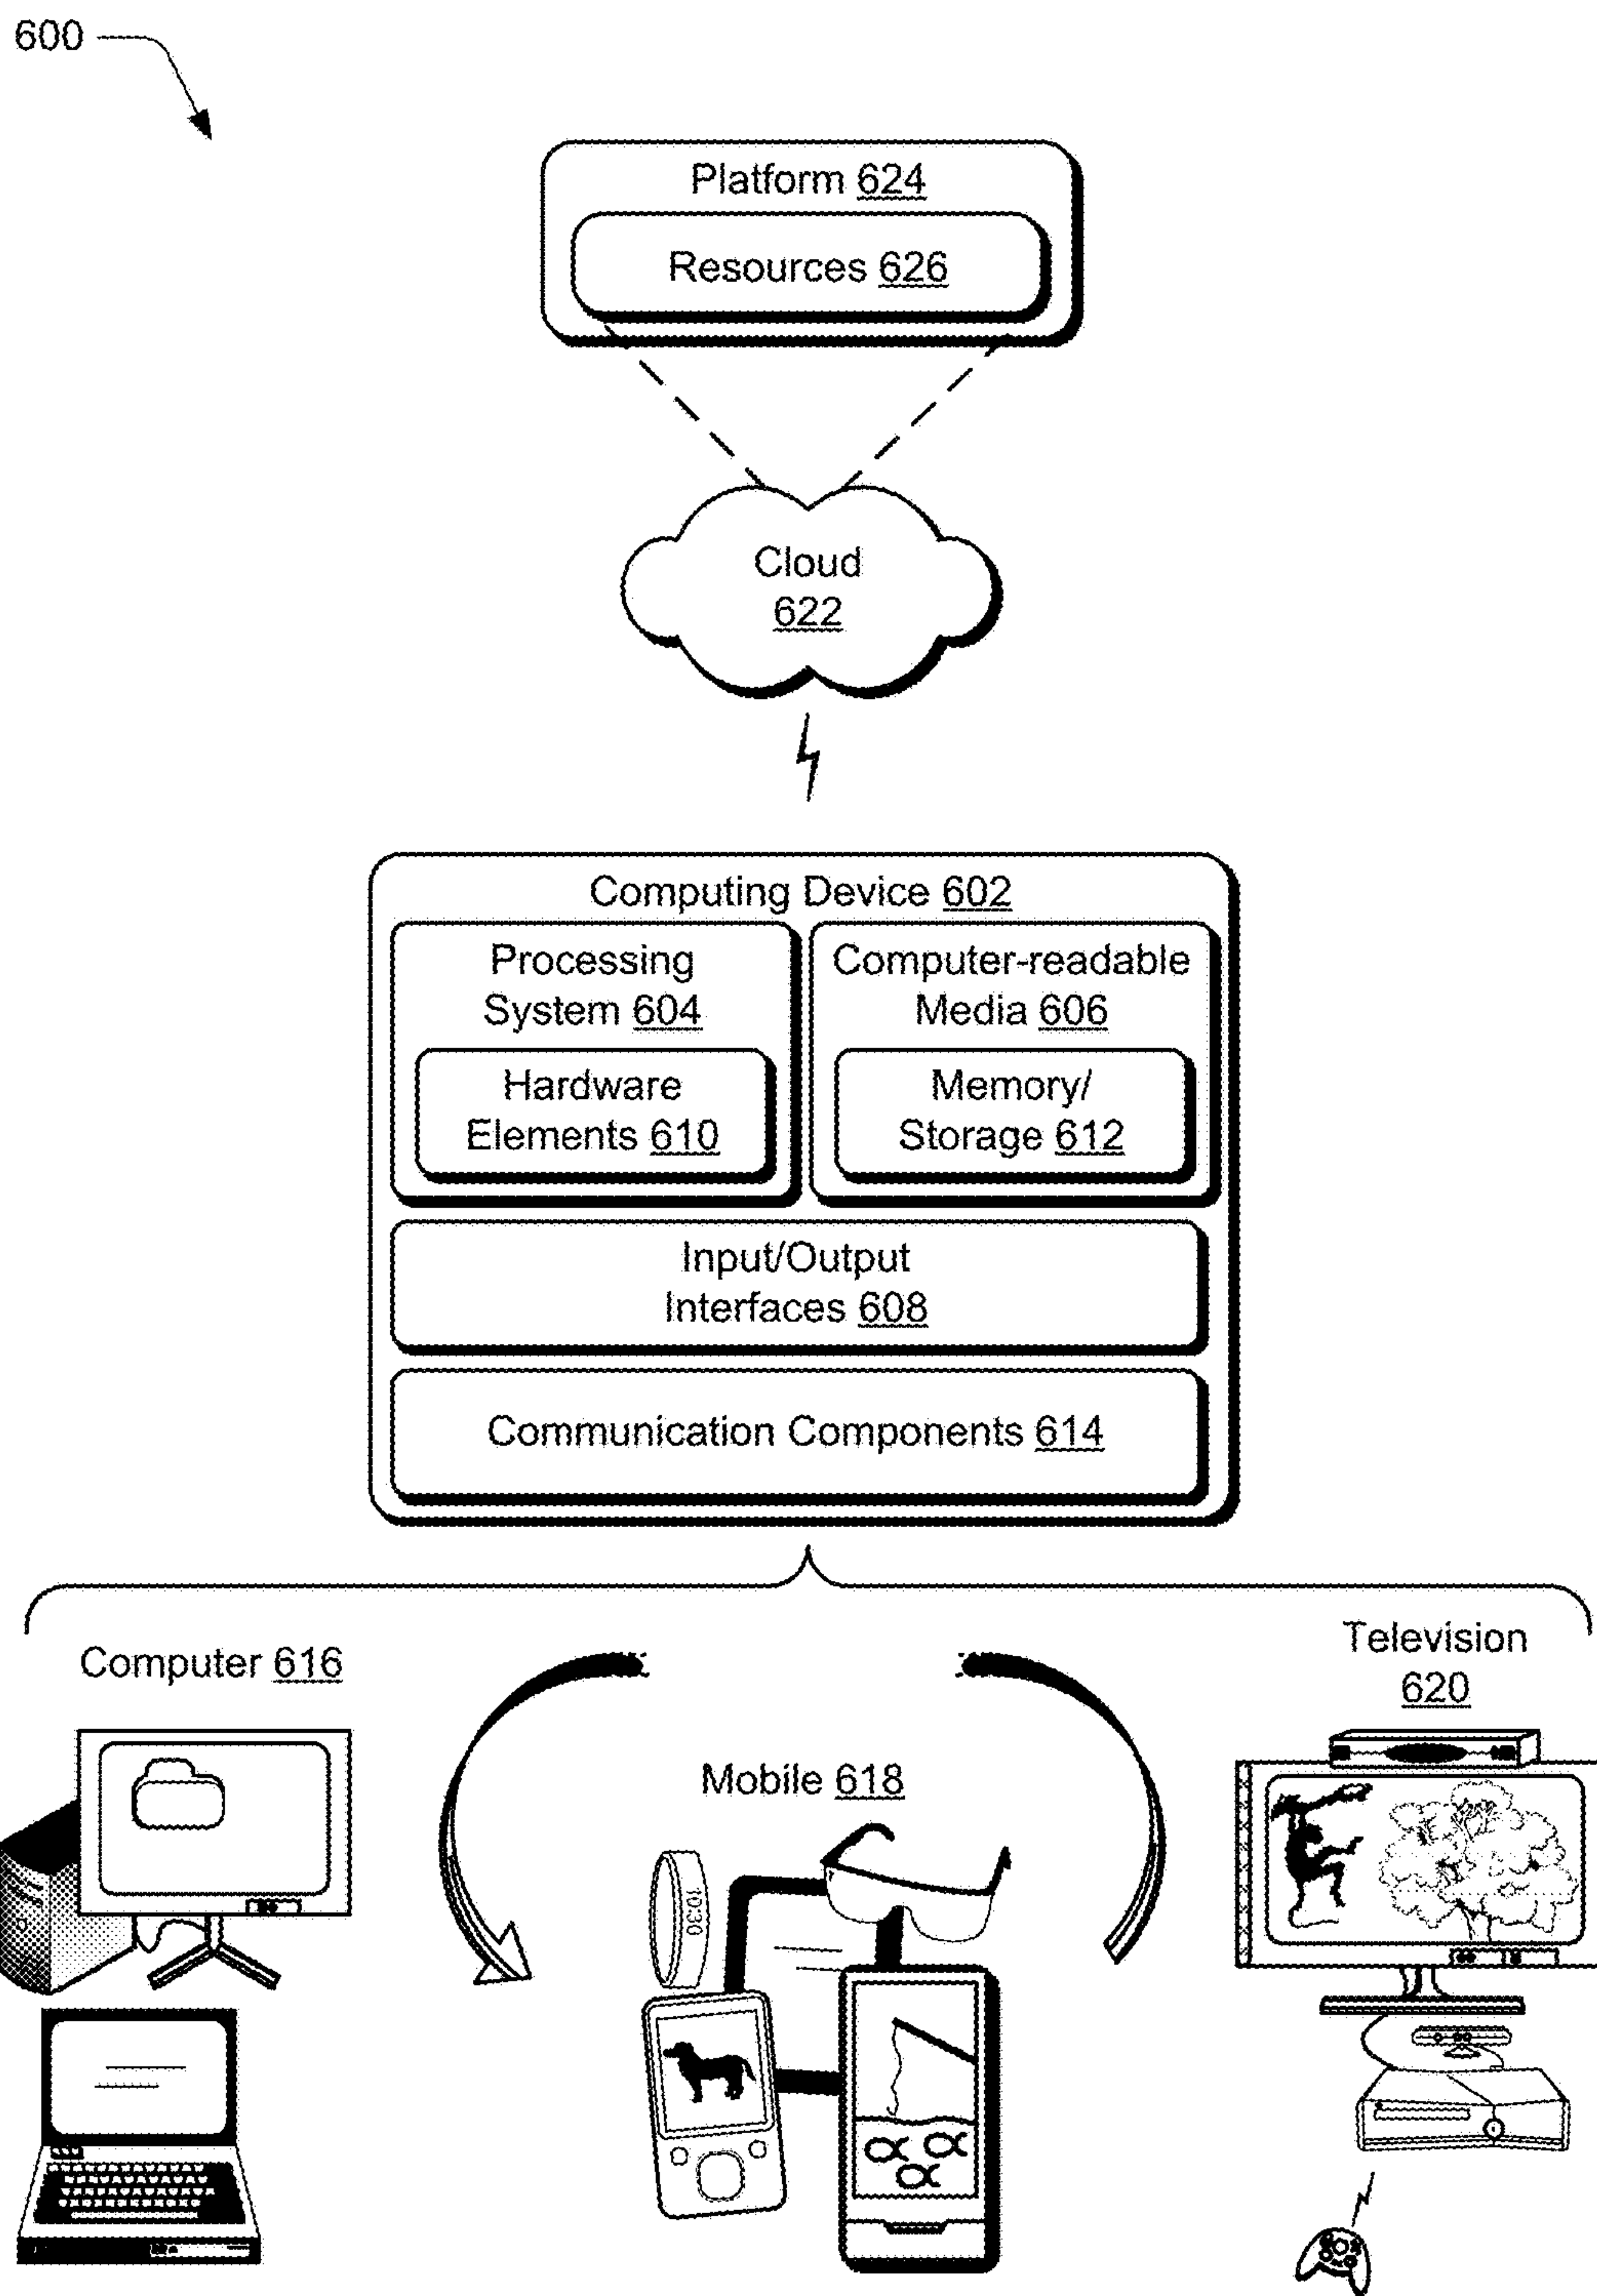 600
Platform 624
Resources 626
Cloud
622
Computing Device 602
Processing
System 604
Hardware
Elements 610
Computer-readable
Media 606
Memory/
Storage 612
Input/Output
Interfaces 608
Communication Components 614
Computer 616
Mobile 618
Television
620
10:30